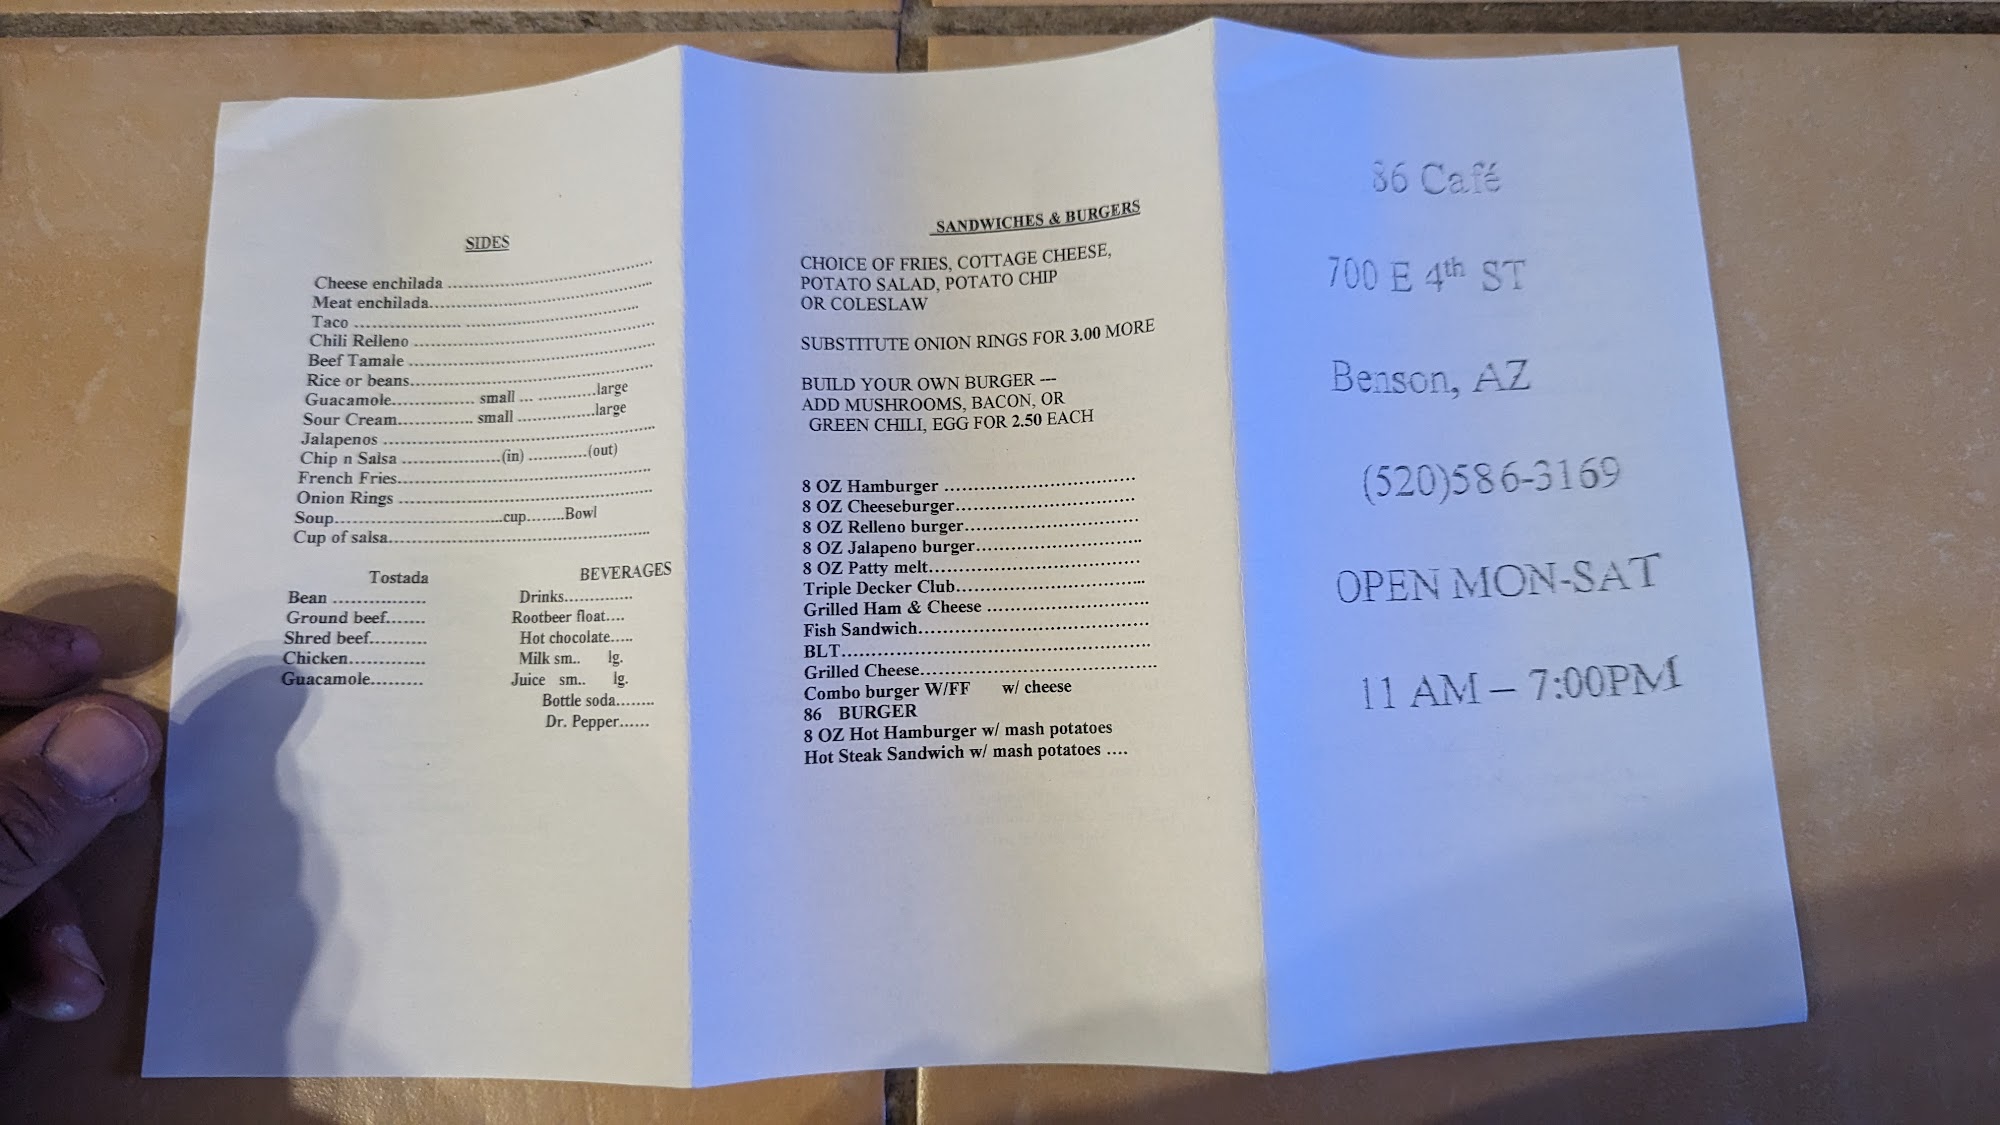 SIDES
Cheese enchilada ........................................
Meat enchilada...........................................
Taco ..................... ..................................
Chili Relleno ................................................
Beef Tamale .................................................
Rice or beans................................................
Guacamole................ small ... ............large
Sour Cream.............. small ................large
Jalapenos ......................................................
Chip n Salsa ...................(in) ............(out)
French Fries..................................................
Onion Rings ..................................................
Soup.................................cup........Bowl
Cup of salsa...................................................
Tostada
Bean .................
Ground beef.......
Shred beef...........
Chicken..............
Guacamole.........
BEVERAGES
Drinks..............
Rootbeer float....
Hot chocolate.....
Milk sm.. lg.
Juice sm.. lg.
Bottle soda........
Dr. Pepper......
SANDWICHES & BURGERS
CHOICE OF FRIES, COTTAGE CHEESE,
POTATO SALAD, POTATO CHIP
OR COLESLAW
SUBSTITUTE ONION RINGS FOR 3.00 MORE
BUILD YOUR OWN BURGER ---
ADD MUSHROOMS, BACON, OR
GREEN CHILI, EGG FOR 2.50 EACH
8 OZ Hamburger ………………………………
8 OZ Cheeseburger……………………………
8 OZ Relleno burger……………………………
8 OZ Jalapeno burger……………………………
8 OZ Patty melt……………………………………
Triple Decker Club………………………………
Grilled Ham & Cheese …………………………
Fish Sandwich……………………………………
BLT…………………………………………………
Grilled Cheese……………………………………
Combo burger W/FF w/ cheese
86 BURGER
8 OZ Hot Hamburger w/ mash potatoes
Hot Steak Sandwich w/ mash potatoes ….
86 Café
700 E 4th ST
Benson, AZ
(520)586-3169
OPEN MON-SAT
11 AM – 7:00PM